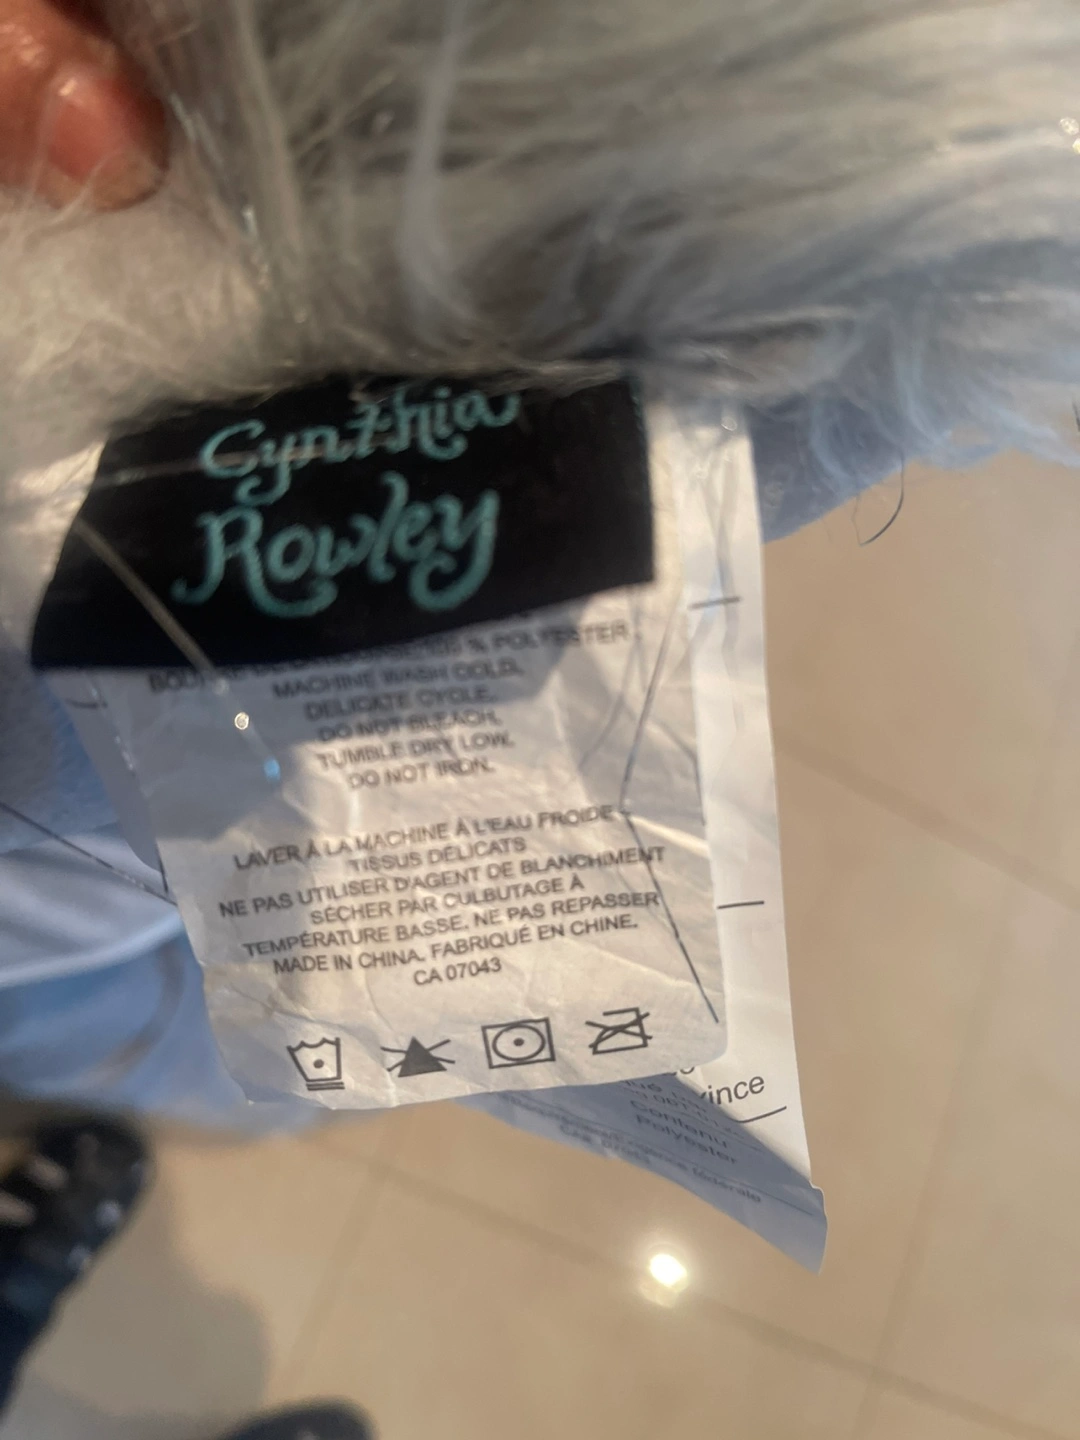 Cynthia
Rowley
% POLYESTER
MACHINE WASH COLD,
DELICATE CYCLE,
DO NOT BLEACH,
TUMBLE DRY LOW,
DO NOT IRON.
LAVER À LA MACHINE À L'EAU FROIDE -
TISSUS DÉLICATS
NE PAS UTILISER D'AGENT DE BLANCHIMENT
SÉCHER PAR CULBUTAGE À
TEMPÉRATURE BASSE. NE PAS REPASSER
MADE IN CHINA. FABRIQUÉ EN CHINE.
CA 07043
ince
Contenu
Polyester